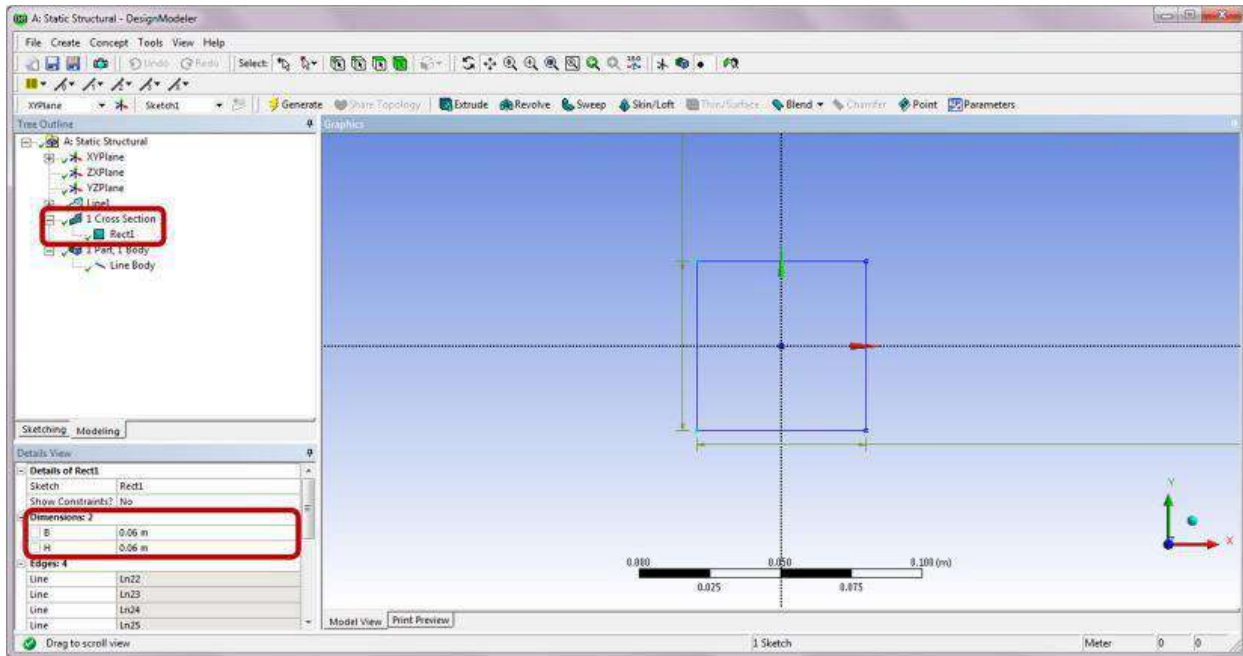 A: Static Structural - DesignModeler
File Create Concept Tools View Help
Undo Redo Select:
XYPlane Sketch1 Generate Share Topology Extrude Revolve Sweep Skin/Loft Thin/Surface Blend Chamfer Point Parameters
Tree Outline
Graphics
A: Static Structural
XYPlane
ZXPlane
YZPlane
Line1
1 Cross Section
Rect1
1 Part, 1 Body
Line Body
Sketching Modeling
Details View
Details of Rect1
Sketch Rect1
Show Constraints? No
Dimensions: 2
B 0.06 m
H 0.06 m
Edges: 4
Line Ln22
Line Ln23
Line Ln24
Line Ln25
Y
X
0.000 0.050 0.100 (m)
0.025 0.075
Model View Print Preview
Drag to scroll view 1 Sketch Meter 0 0